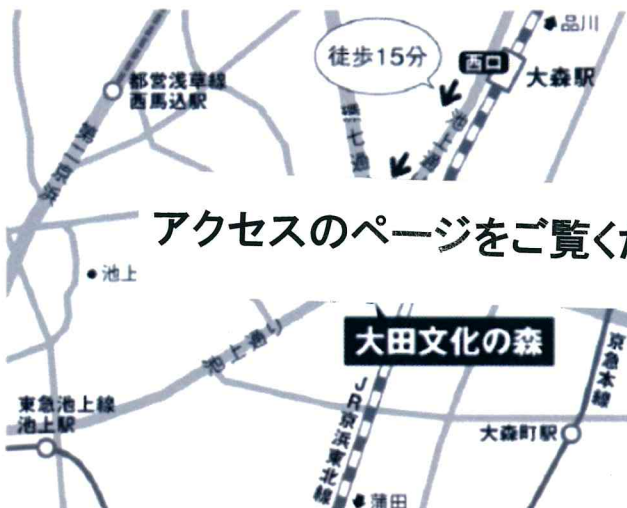 品川
徒歩15分
西口
大森駅
都営浅草線
西馬込駅
第二京浜
環七通
池上通
アクセスのページをご覧く
池上
大田文化の森
池上通り
京急本線
東急池上線
池上駅
JR京浜東北線
大森町駅
蒲田